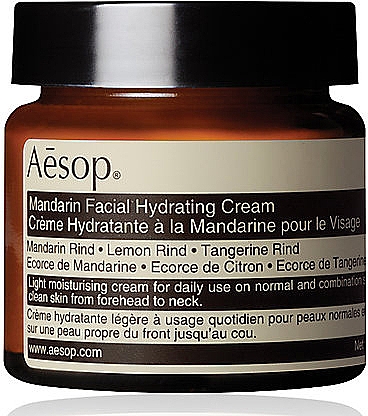 Aēsop®
Mandarin Facial Hydrating Cream
Crème Hydratante à la Mandarine pour le Visage
Mandarin Rind • Lemon Rind • Tangerine Rind
Ecorce de Mandarine • Ecorce de Citron • Ecorce de Tangerine
Light moisturising cream for daily use on normal and combination
clean skin from forehead to neck.
Crème hydratante légère à usage quotidien pour peaux normales
sur une peau propre du front jusqu'au cou.
www.aesop.com